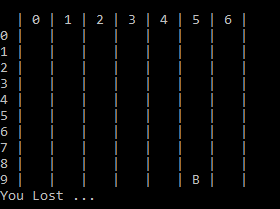 | 0 | 1 | 2 | 3 | 4 | 5 | 6 |
0 | | | | | | | |
1 | | | | | | | |
2 | | | | | | | |
3 | | | | | | | |
4 | | | | | | | |
5 | | | | | | | |
6 | | | | | | | |
7 | | | | | | | |
8 | | | | | | | |
9 | | | | | | B | |
You Lost ...